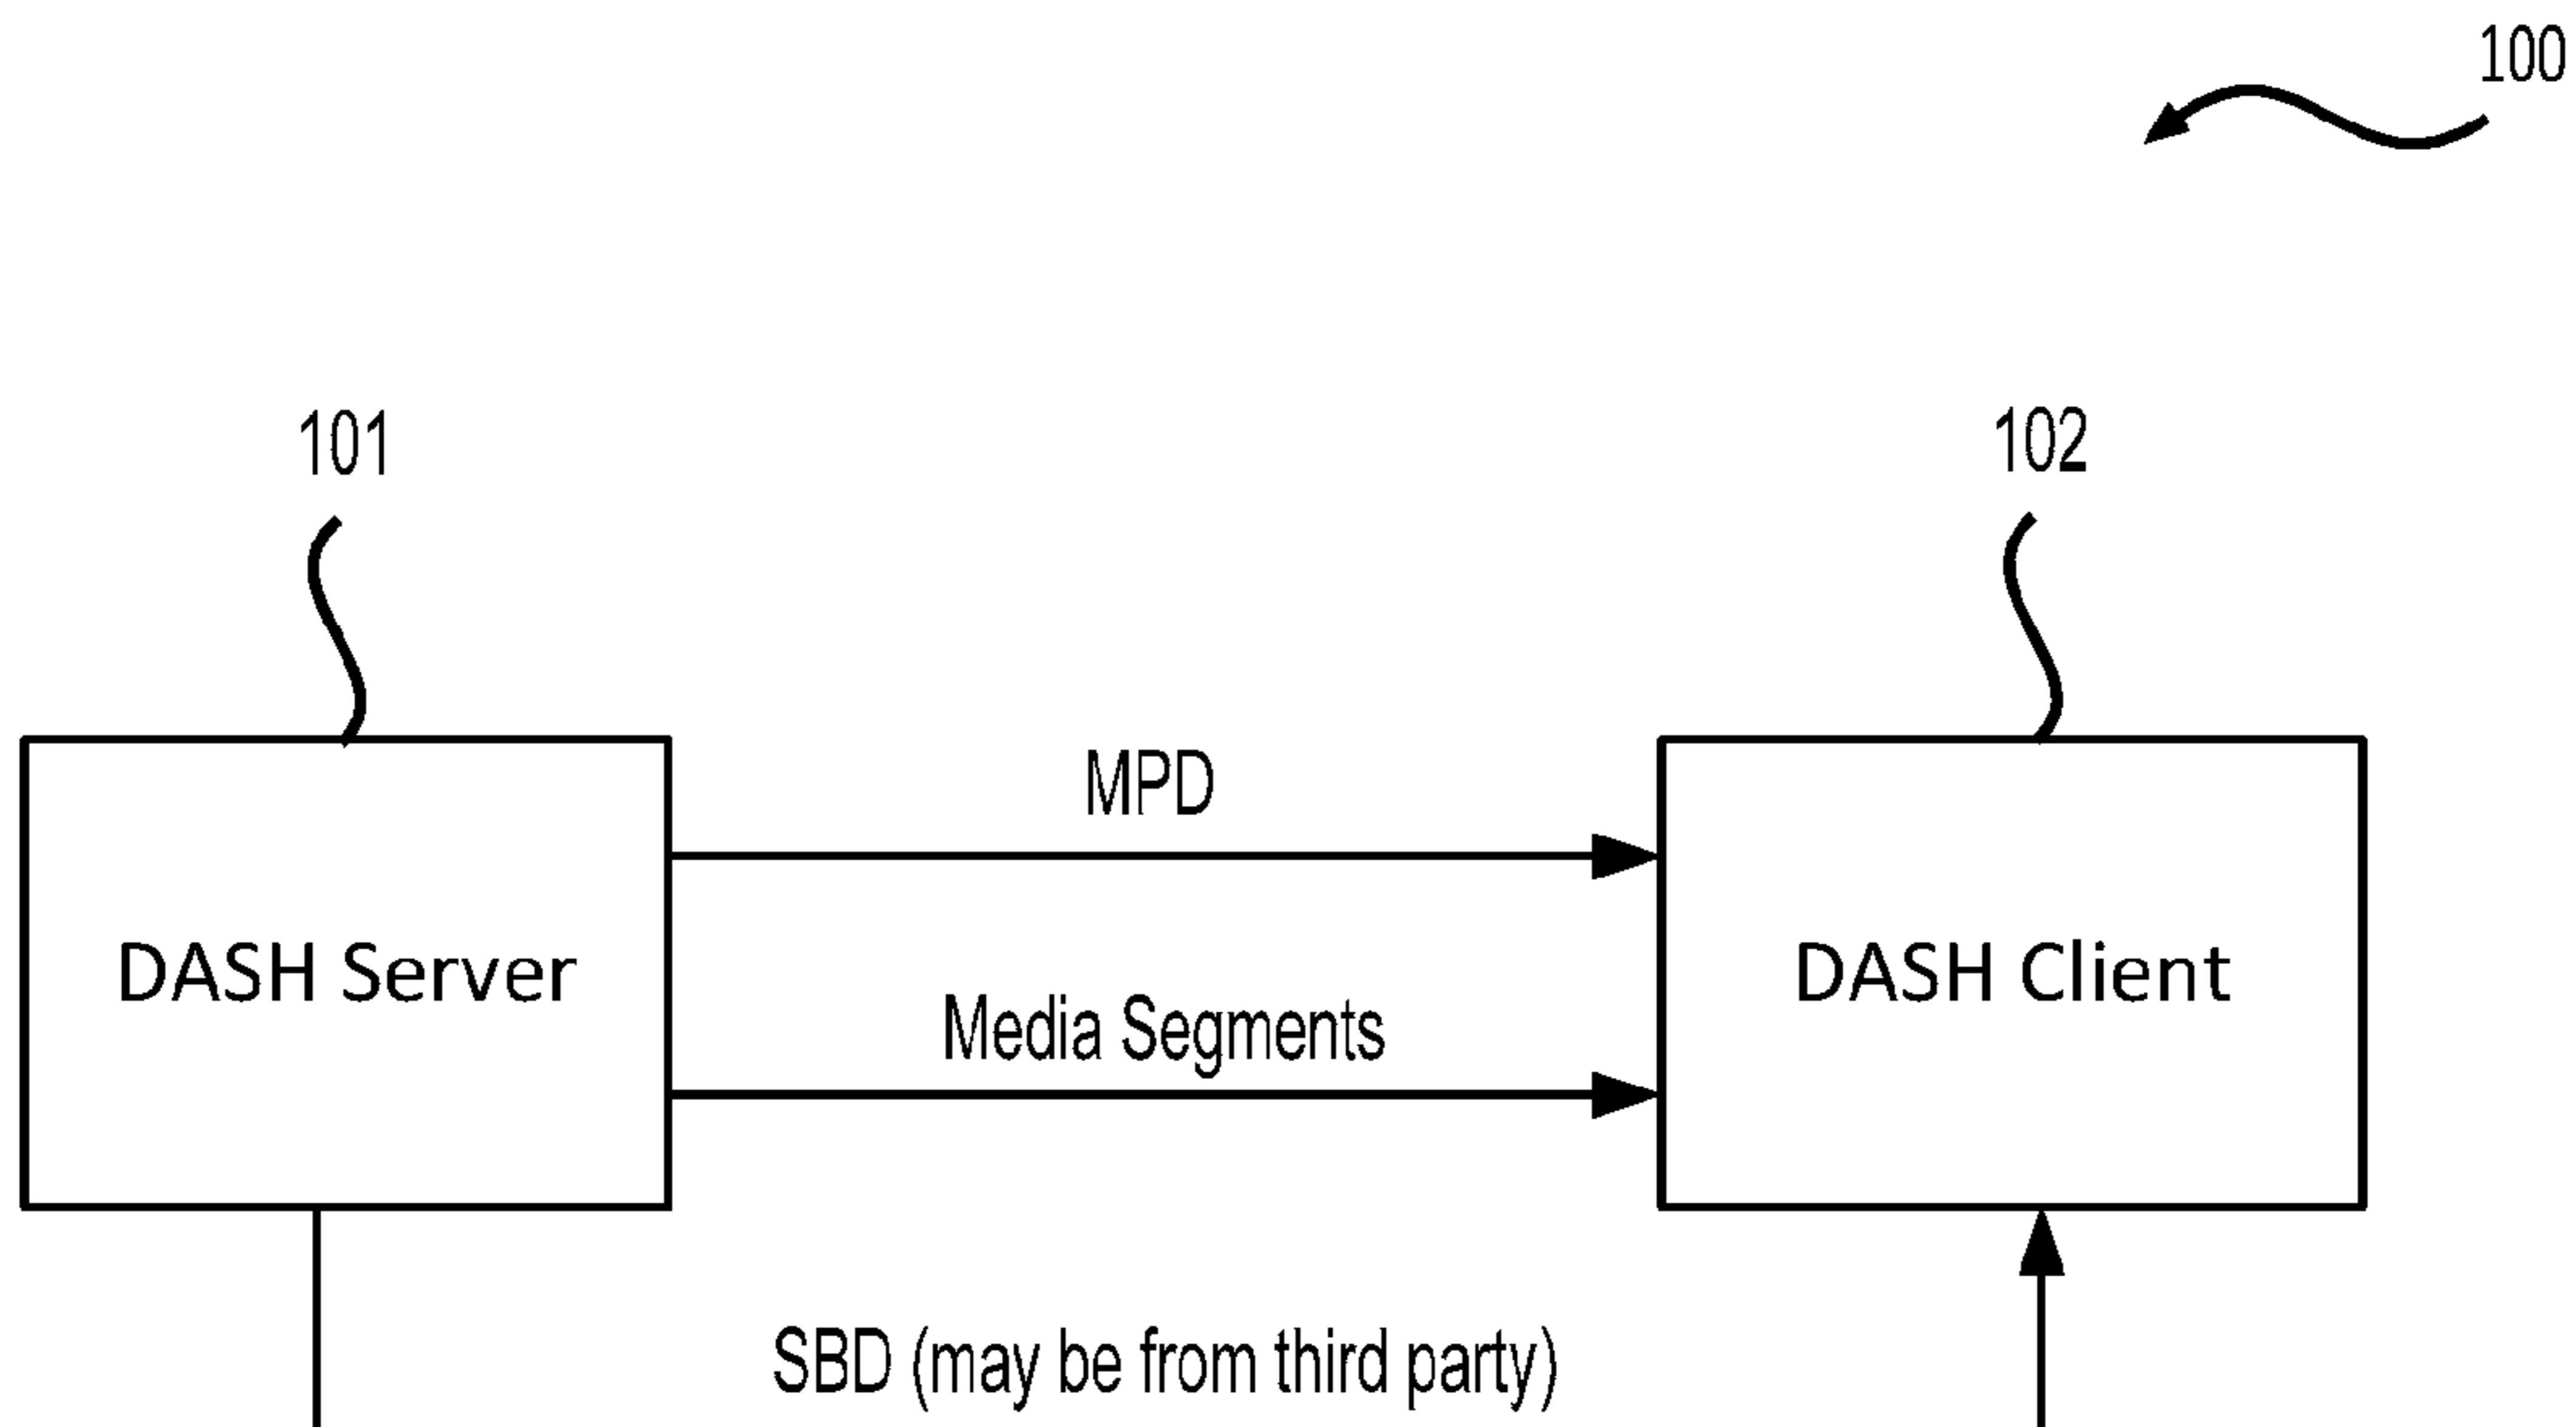 100
101
102
MPD
DASH Server
DASH Client
Media Segments
SBD (may be from third party)